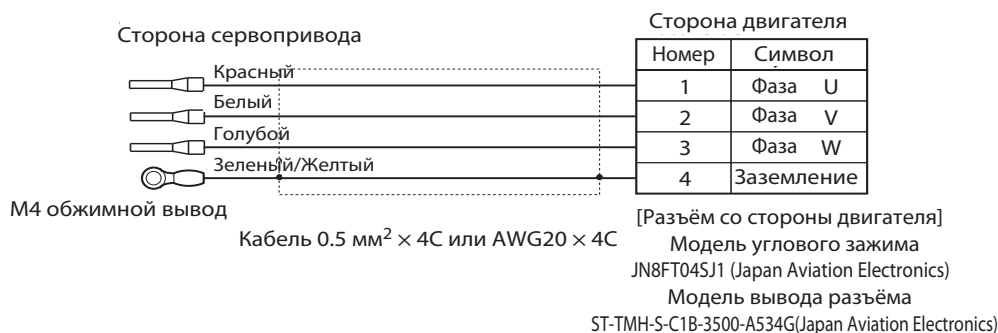 Сторона сервопривода
Сторона двигателя
Номер Символ
Красный
1 Фаза U
Белый
2 Фаза V
Голубой
3 Фаза W
Зеленый/Желтый
4 Заземление
M4 обжимной вывод
Кабель 0.5 мм² × 4C или AWG20 × 4C
[Разъём со стороны двигателя]
Модель углового зажима
JN8FT04SJ1 (Japan Aviation Electronics)
Модель вывода разъёма
ST-TMH-S-C1B-3500-A534G(Japan Aviation Electronics)